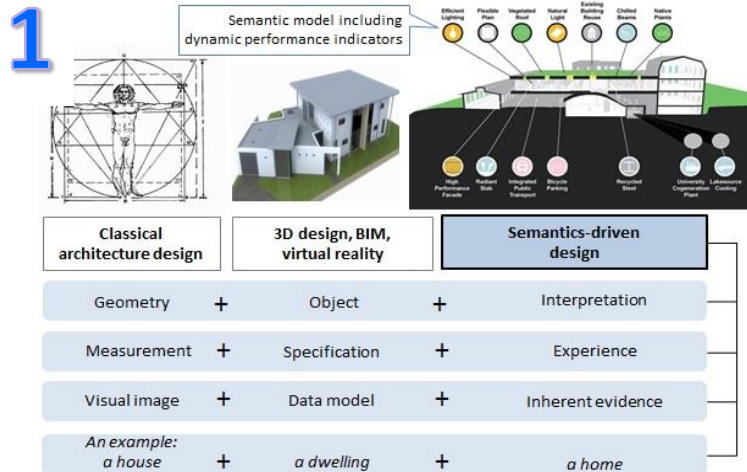 1
Semantic model including
dynamic performance indicators
Efficient
Lighting
Flexible
Plan
Vegetated
Roof
Natural
Light
Existing
Building
Reuse
Chilled
Beams
Native
Plants
High
Performance
Facade
Radiant
Slab
Integrated
Public
Transport
Bicycle
Parking
Recycled
Steel
University
Cogeneration
Plant
Lakesource
Cooling
Classical
architecture design
3D design, BIM,
virtual reality
Semantics-driven
design
Geometry + Object + Interpretation
Measurement + Specification + Experience
Visual image + Data model + Inherent evidence
An example:
a house + a dwelling + a home